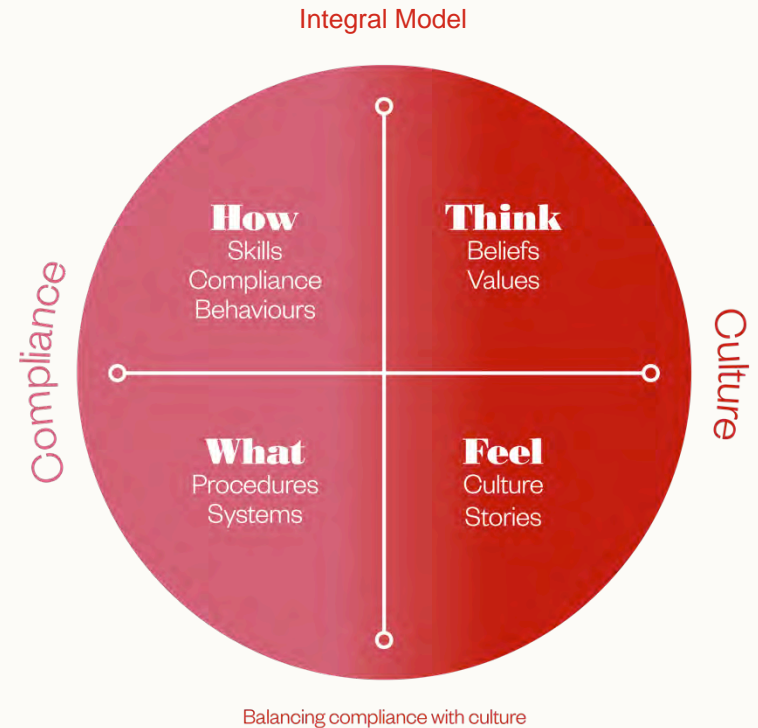 Integral Model
Compliance
How
Skills
Compliance
Behaviours
Think
Beliefs
Values
What
Procedures
Systems
Feel
Culture
Stories
Culture
Balancing compliance with culture